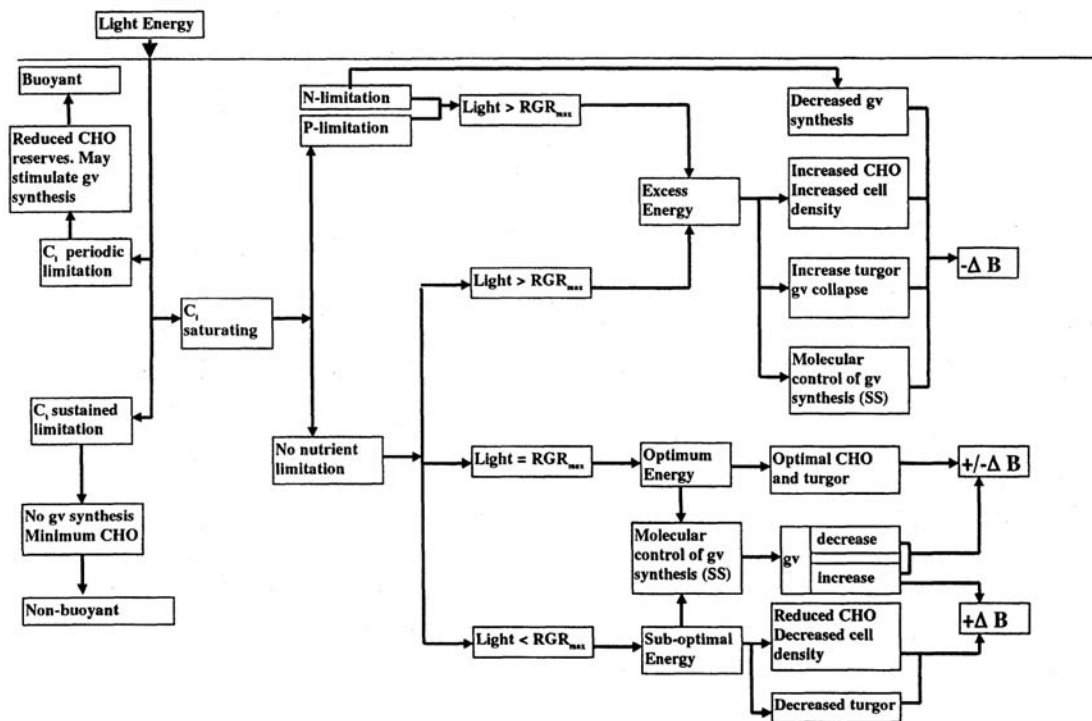 Light Energy
Buoyant
Reduced CHO
reserves. May
stimulate gv
synthesis
Ci periodic
limitation
Ci
saturating
Ci sustained
limitation
No gv synthesis
Minimum CHO
Non-buoyant
N-limitation
P-limitation
Light > RGRmax
No nutrient
limitation
Light > RGRmax
Light = RGRmax
Light < RGRmax
Excess
Energy
Optimum
Energy
Molecular
control of gv
synthesis (SS)
Sub-optimal
Energy
Decreased gv
synthesis
Increased CHO
Increased cell
density
Increase turgor
gv collapse
Molecular
control of gv
synthesis (SS)
-Δ B
Optimal CHO
and turgor
+/-Δ B
gv
decrease
increase
Reduced CHO
Decreased cell
density
Decreased turgor
+Δ B